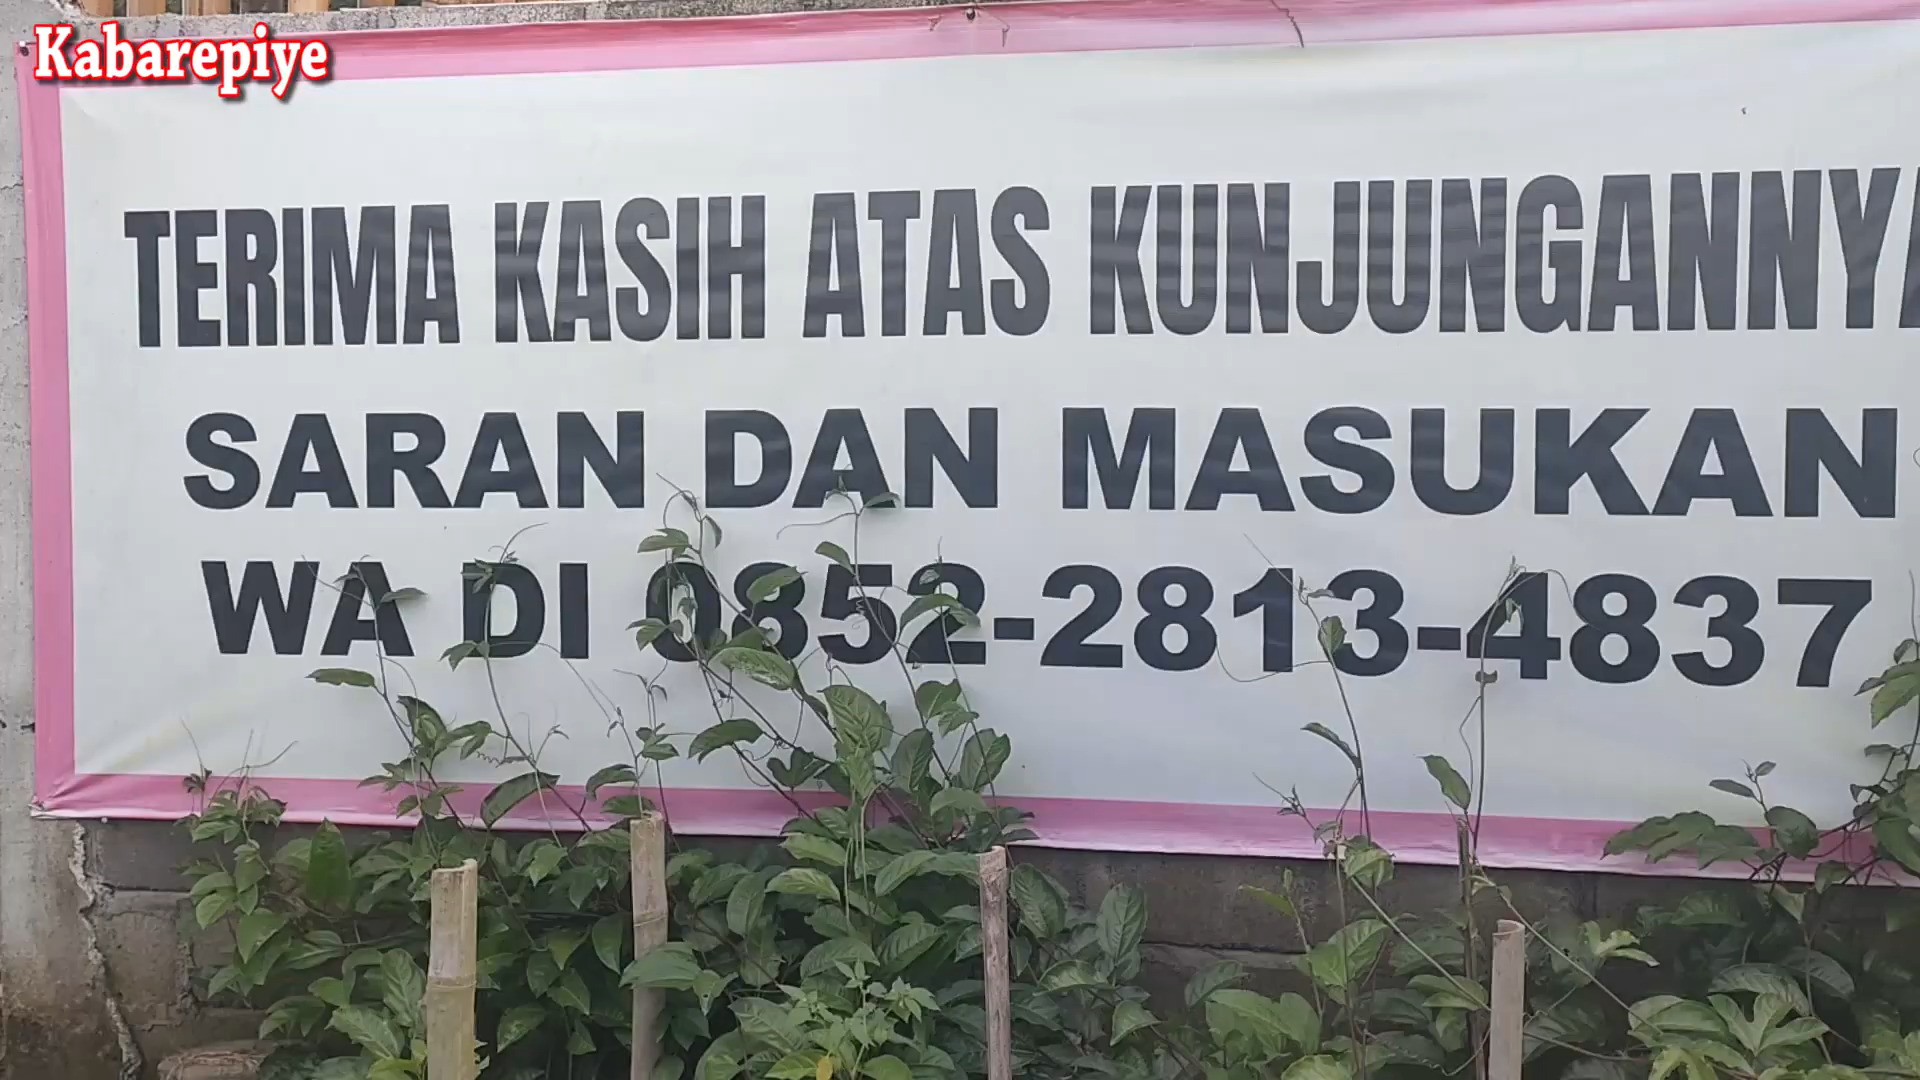 Kabarepiye
TERIMA KASIH ATAS KUNJUNGANNYA
SARAN DAN MASUKAN
WA DI 0852-2813-4837